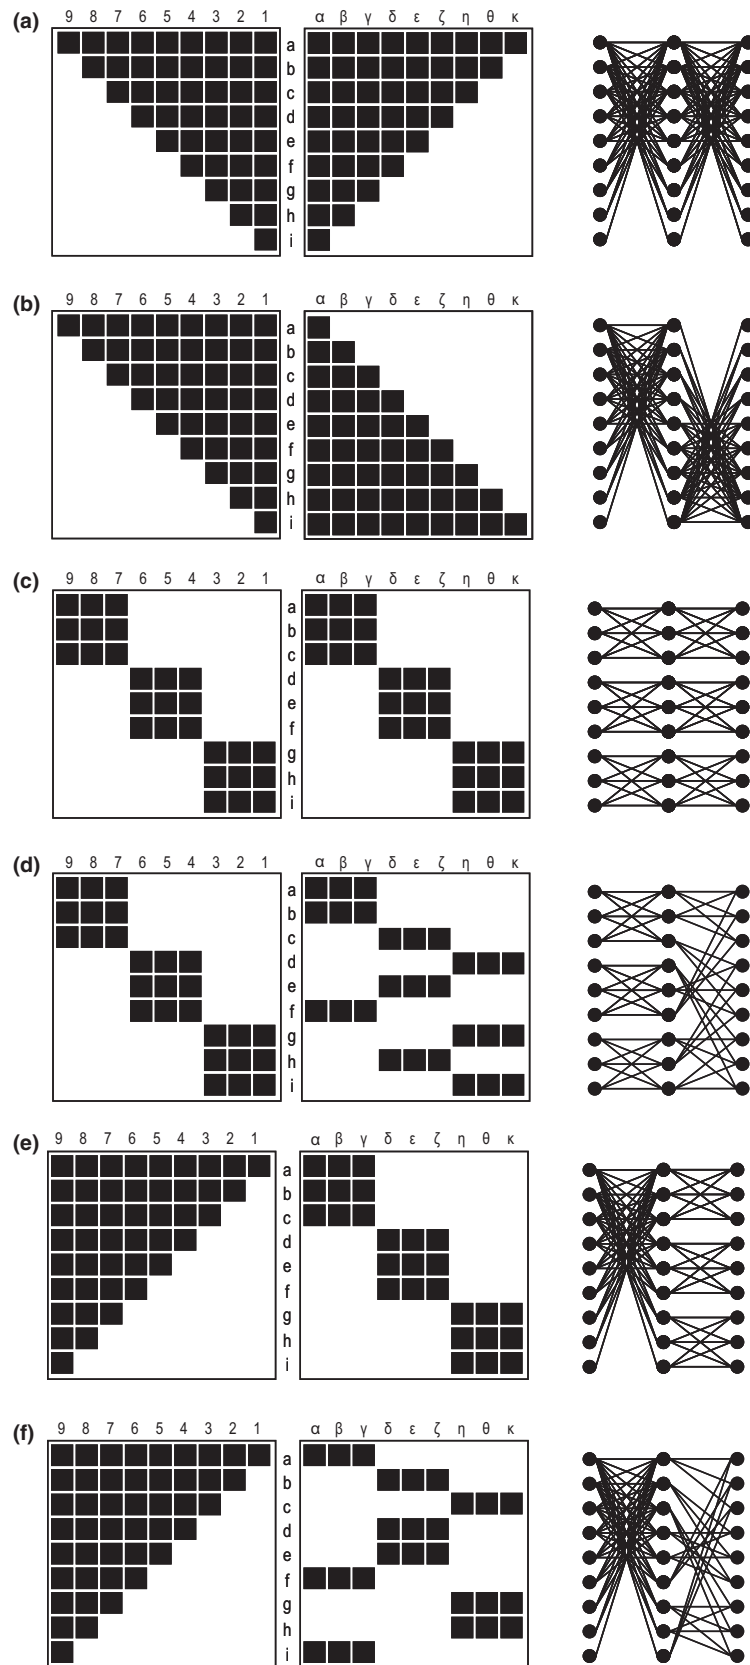 (a) 9 8 7 6 5 4 3 2 1 α β γ δ ε ζ η θ κ
a
b
c
d
e
f
g
h
i
(b) 9 8 7 6 5 4 3 2 1 α β γ δ ε ζ η θ κ
a
b
c
d
e
f
g
h
i
(c) 9 8 7 6 5 4 3 2 1 α β γ δ ε ζ η θ κ
a
b
c
d
e
f
g
h
i
(d) 9 8 7 6 5 4 3 2 1 α β γ δ ε ζ η θ κ
a
b
c
d
e
f
g
h
i
(e) 9 8 7 6 5 4 3 2 1 α β γ δ ε ζ η θ κ
a
b
c
d
e
f
g
h
i
(f) 9 8 7 6 5 4 3 2 1 α β γ δ ε ζ η θ κ
a
b
c
d
e
f
g
h
i